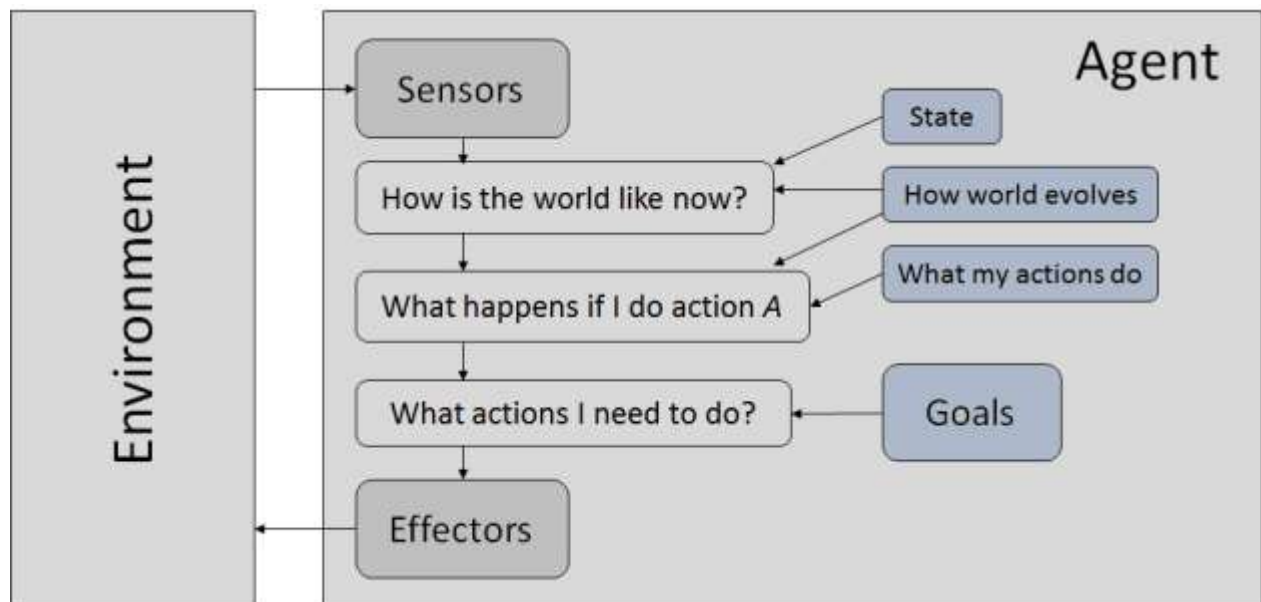 Environment
Agent
Sensors
State
How is the world like now?
How world evolves
What my actions do
What happens if I do action A
What actions I need to do?
Goals
Effectors